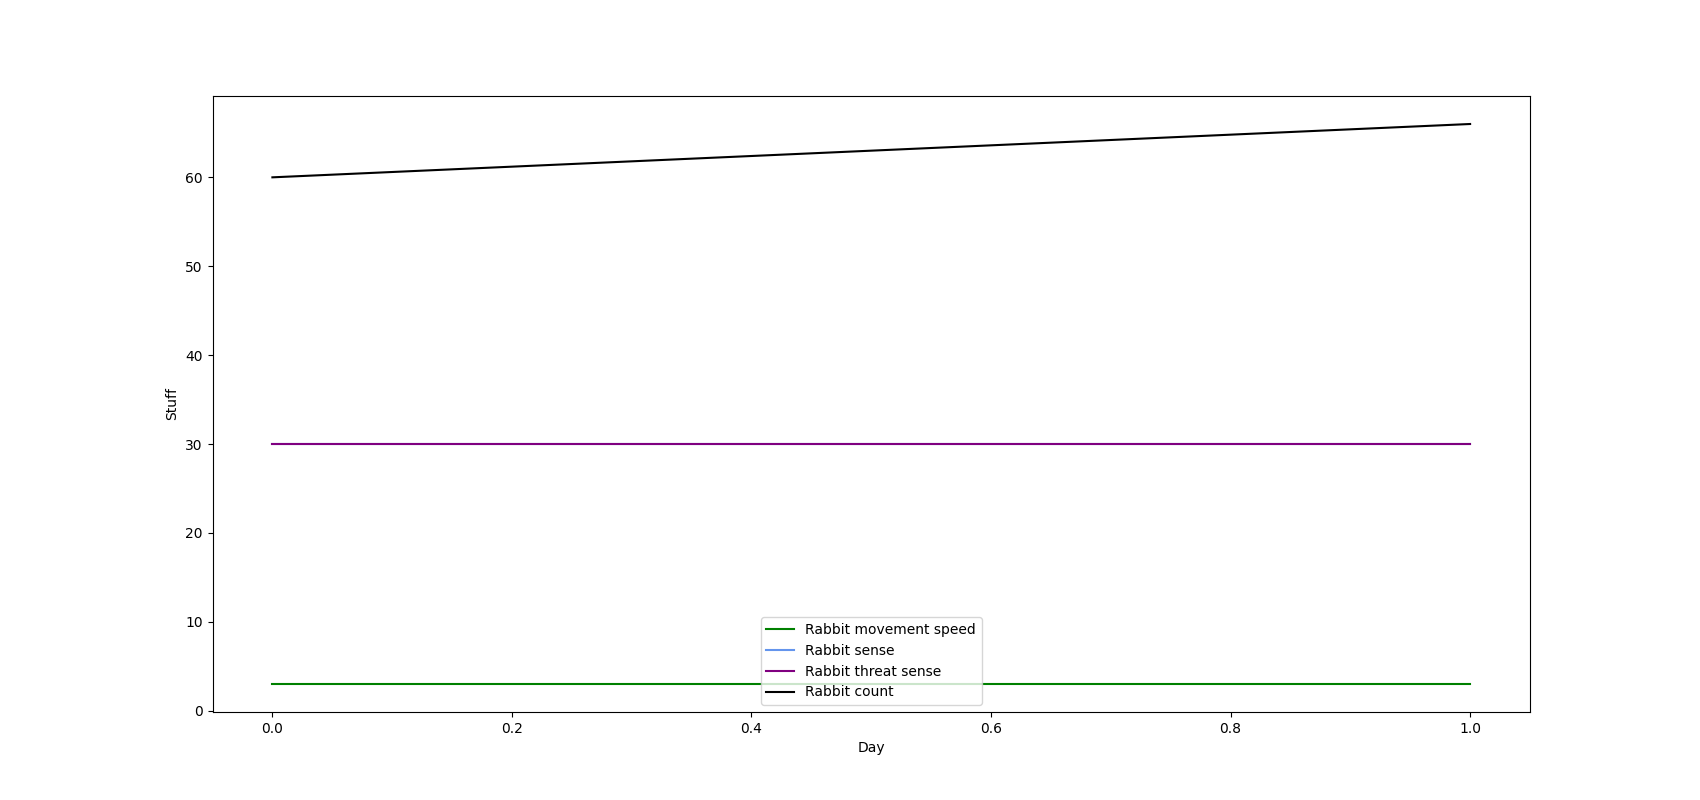 60
50
40
30
20
10
0
Stuff
Rabbit movement speed
Rabbit sense
Rabbit threat sense
Rabbit count
0.0 0.2 0.4 0.6 0.8 1.0
Day